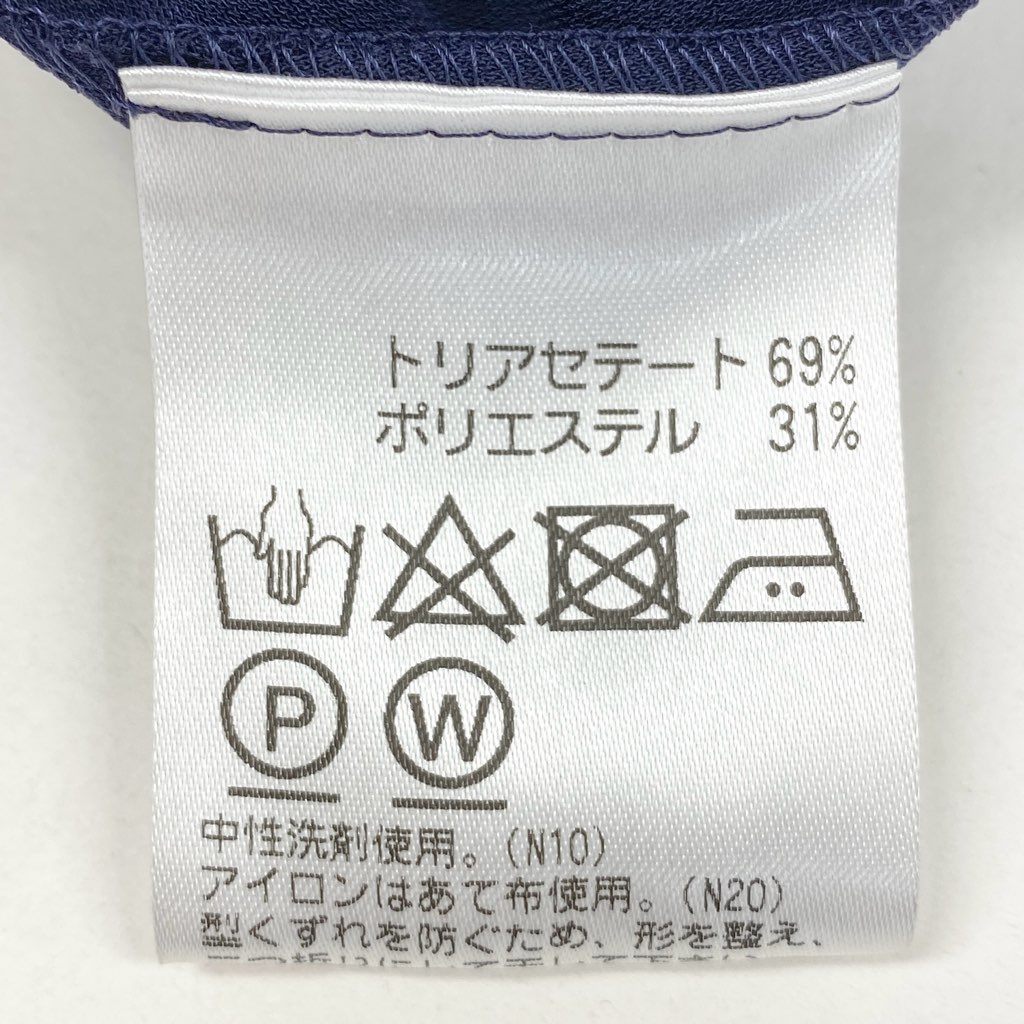 トリアセテート 69%
ポリエステル 31%
P W
中性洗剤使用。(N10)
アイロンはあて布使用。(N20)
型くずれを防ぐため、形を整え、